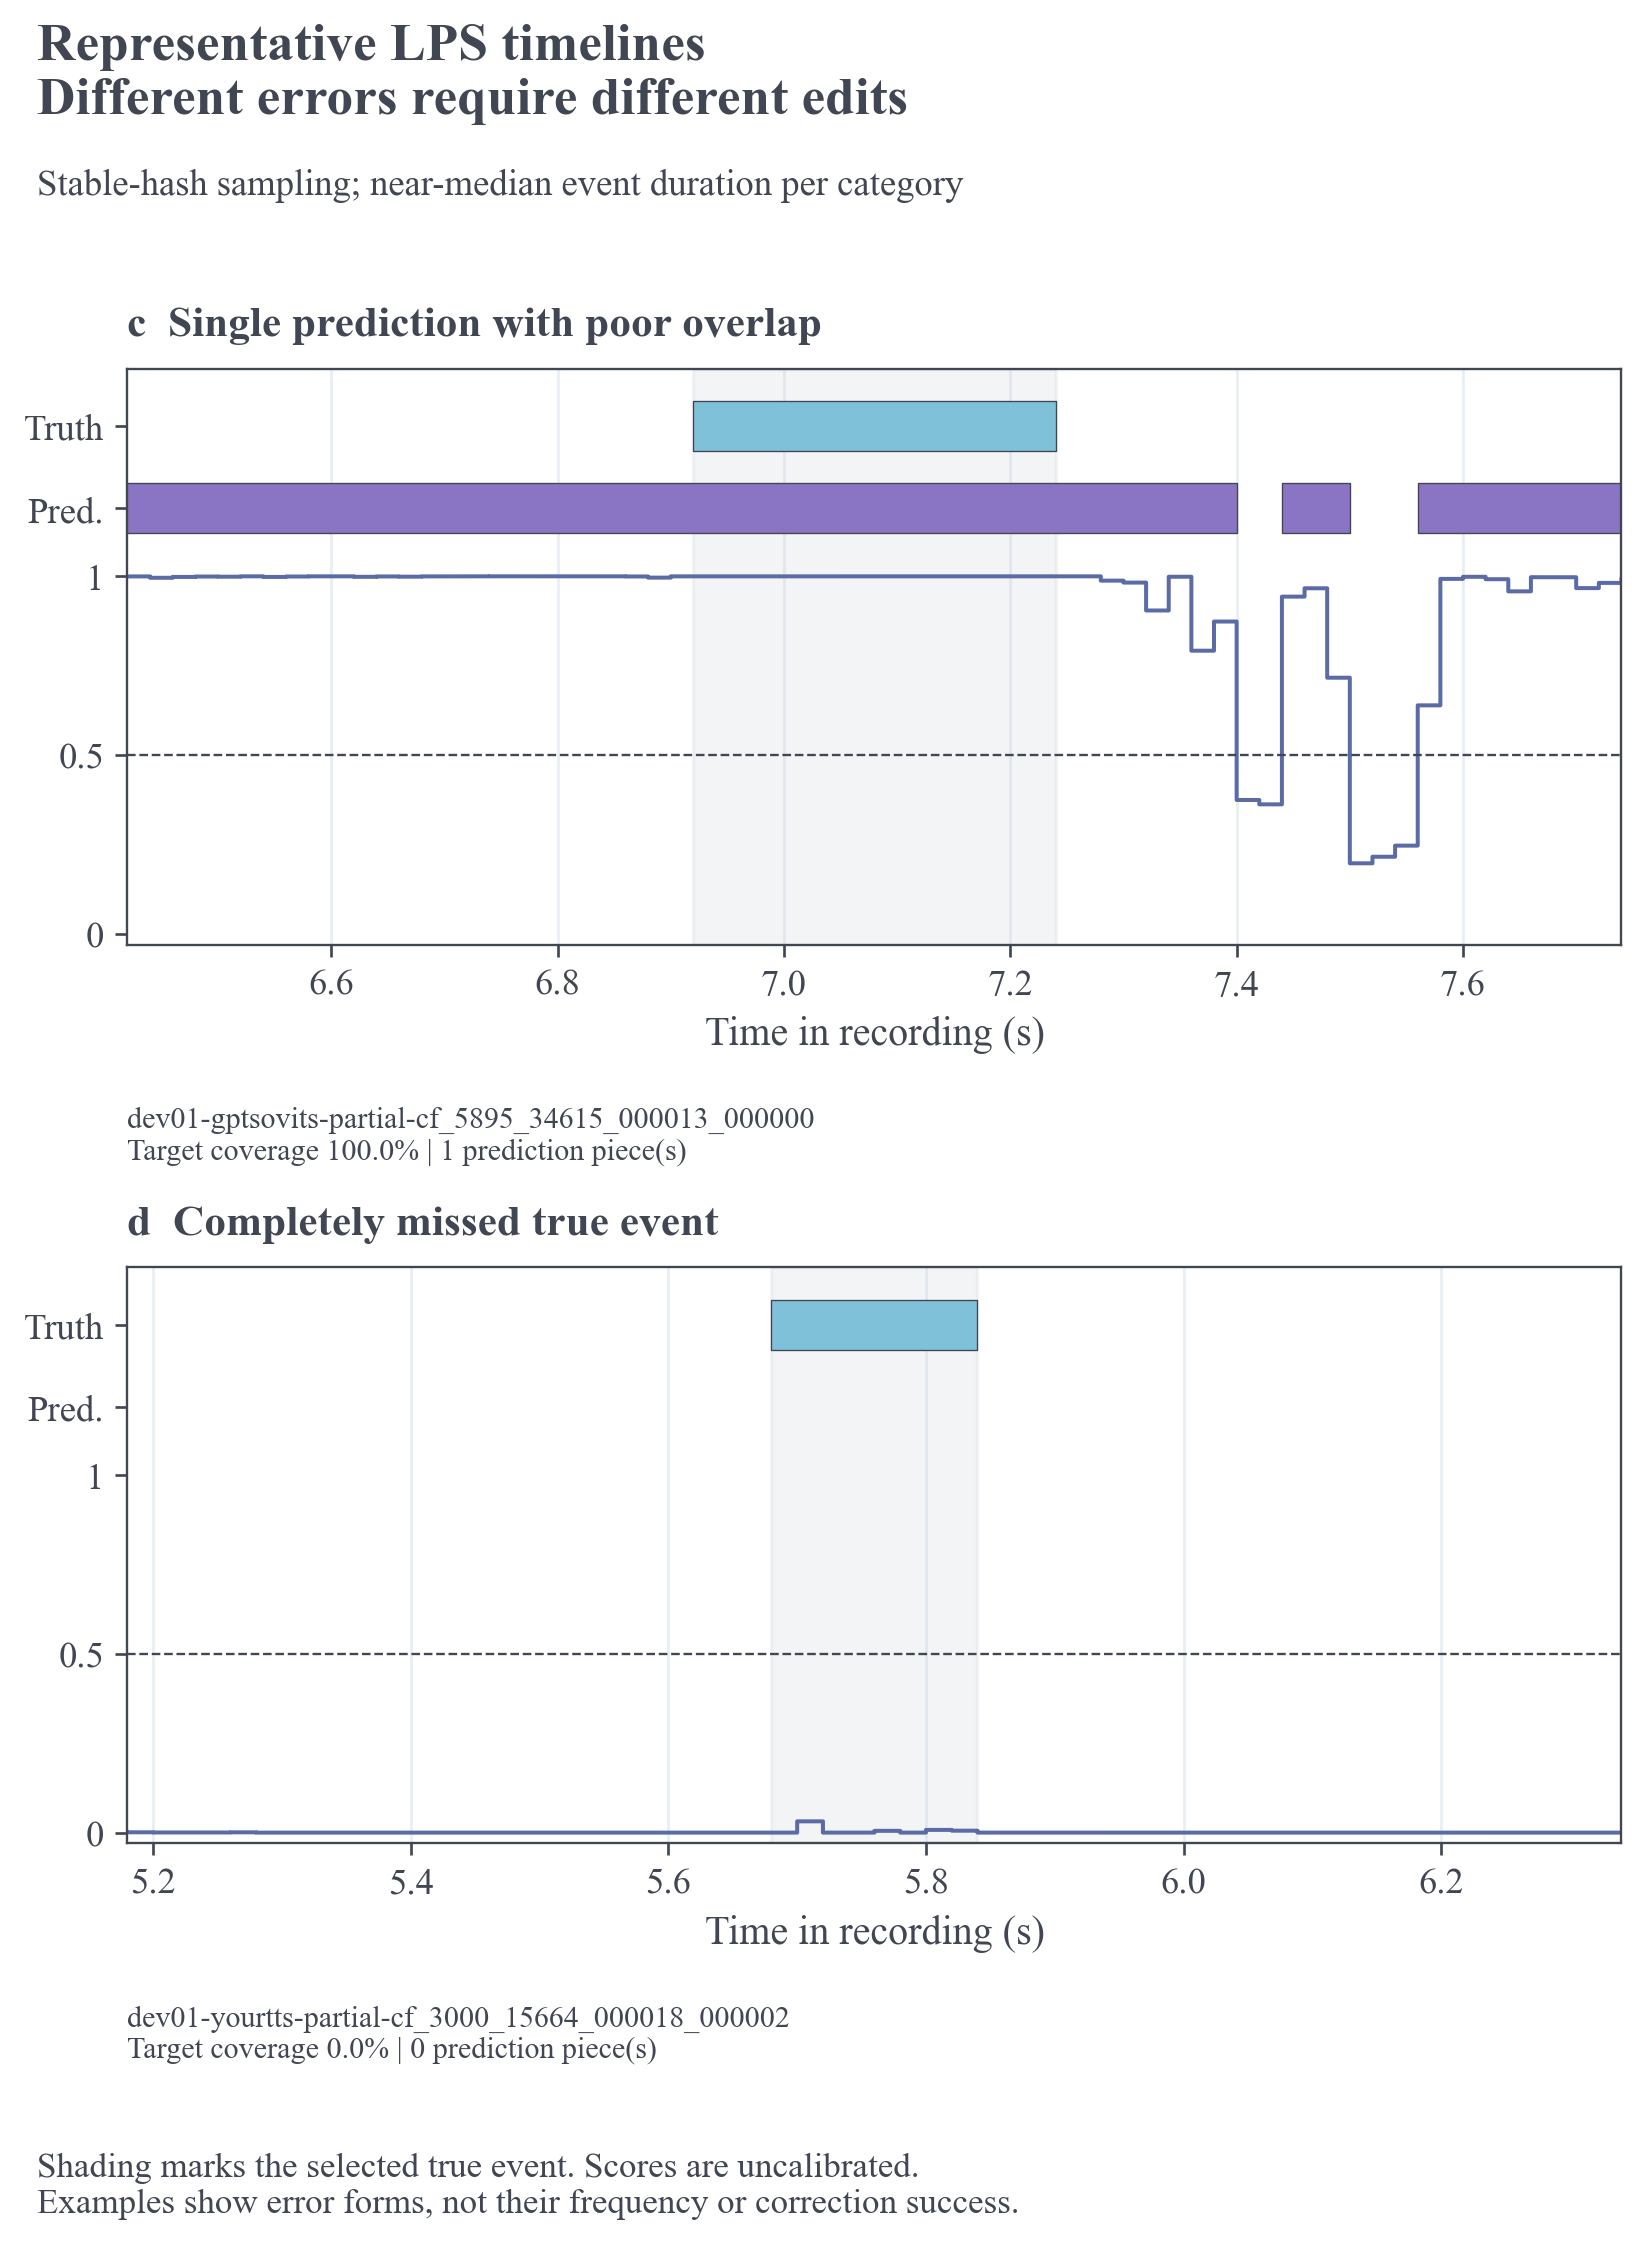 Representative LPS timelines
Different errors require different edits
Stable-hash sampling; near-median event duration per category
c Single prediction with poor overlap
Truth
Pred.
1
0.5
0
6.6 6.8 7.0 7.2 7.4 7.6
Time in recording (s)
dev01-gptsovits-partial-cf_5895_34615_000013_000000
Target coverage 100.0% | 1 prediction piece(s)
d Completely missed true event
Truth
Pred.
1
0.5
0
5.2 5.4 5.6 5.8 6.0 6.2
Time in recording (s)
dev01-yourtts-partial-cf_3000_15664_000018_000002
Target coverage 0.0% | 0 prediction piece(s)
Shading marks the selected true event. Scores are uncalibrated.
Examples show error forms, not their frequency or correction success.